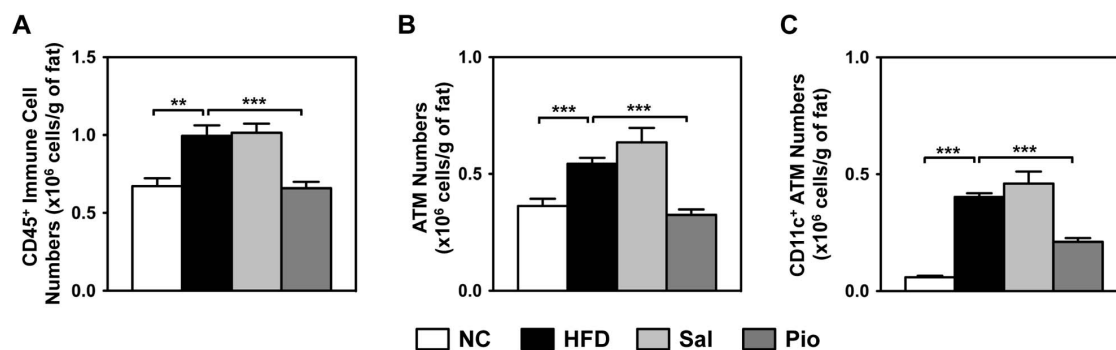 A
CD45⁺ Immune Cell
Numbers (x10⁶ cells/g of fat)
1.5
1.0
0.5
0.0
**
***
B
ATM Numbers
(x10⁶ cells/g of fat)
1.0
0.5
0.0
***
***
C
CD11c⁺ ATM Numbers
(x10⁶ cells/g of fat)
1.0
0.5
0.0
***
***
NC HFD Sal Pio